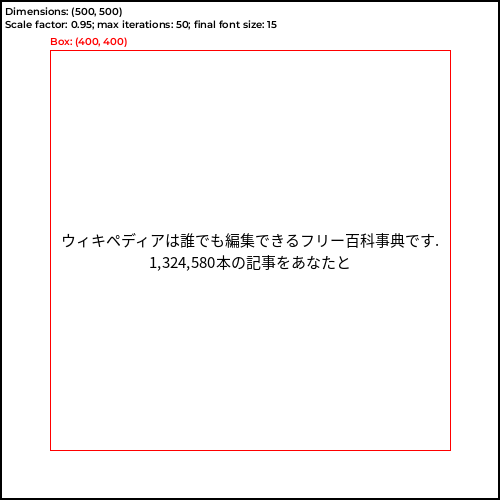 Dimensions: (500, 500)
Scale factor: 0.95; max iterations: 50; final font size: 15
Box: (400, 400)
ウィキペディアは誰でも編集できるフリー百科事典です.
1,324,580本の記事をあなたと